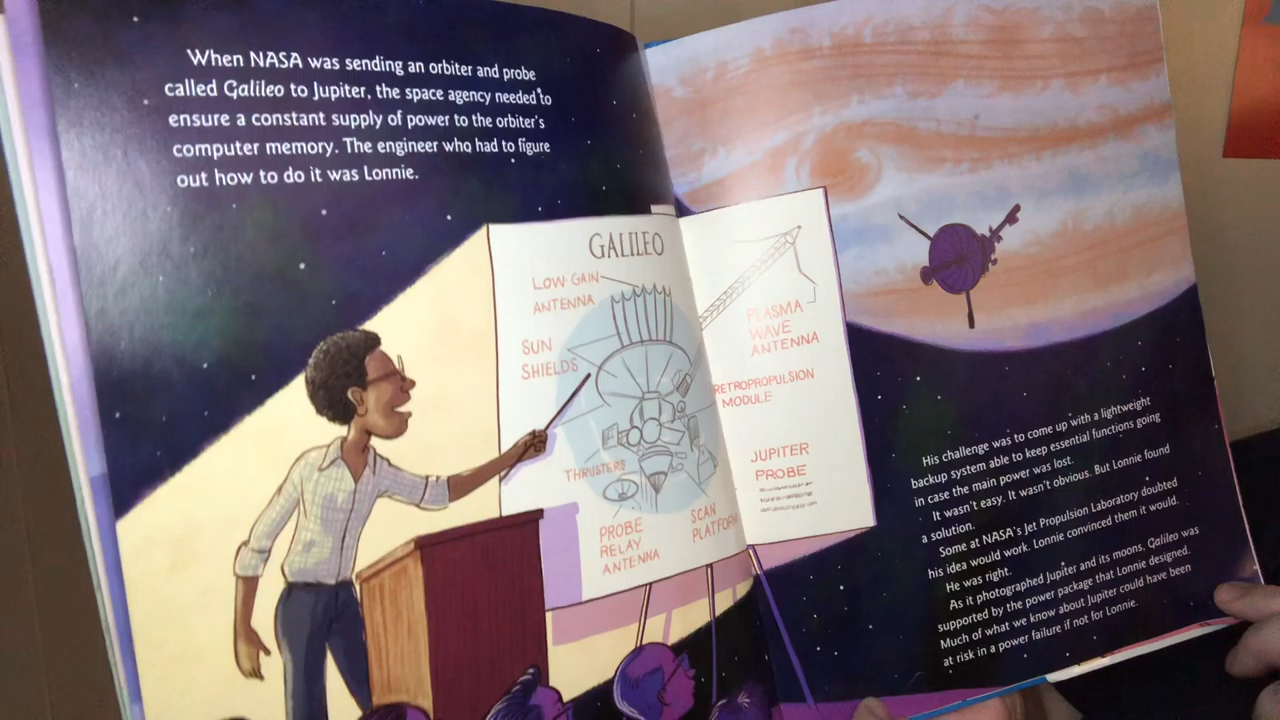 When NASA was sending an orbiter and probe
called Galileo to Jupiter, the space agency needed to
ensure a constant supply of power to the orbiter's
computer memory. The engineer who had to figure
out how to do it was Lonnie.
GALILEO
LOW-GAIN
ANTENNA
SUN
SHIELDS
THRUSTERS
PROBE
RELAY
ANTENNA
SCAN
PLATFORM
PLASMA
WAVE
ANTENNA
RETROPROPULSION
MODULE
JUPITER
PROBE
His challenge was to come up with a lightweight
backup system able to keep essential functions going
in case the main power was lost.
It wasn't easy. It wasn't obvious. But Lonnie found
a solution.
Some at NASA's Jet Propulsion Laboratory doubted
his idea would work. Lonnie convinced them it would.
He was right.
As it photographed Jupiter and its moons, Galileo was
supported by the power package that Lonnie designed.
Much of what we know about Jupiter could have been
at risk in a power failure if not for Lonnie.